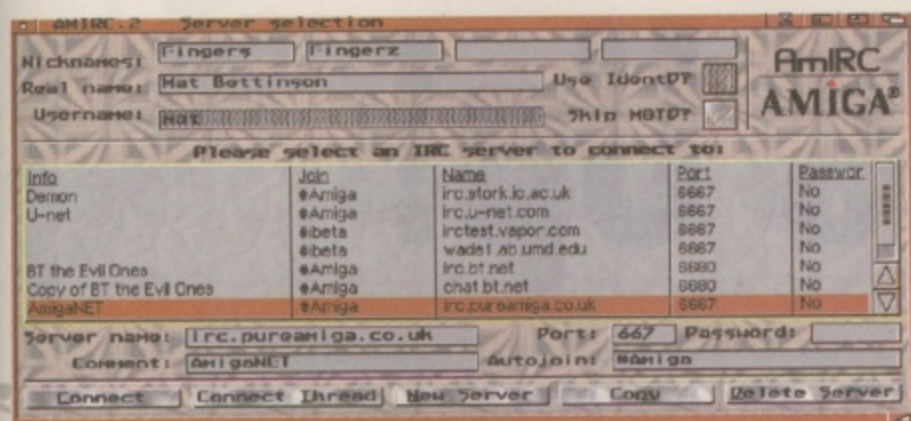 AMIRC.2 Server selection
Nicknames: Fingers Fingerz
AmIRC
Real name: Mat Bettinson Use IdentD?
AMIGA®
Username: Mat Skip MOTD?
Please select an IRC server to connect to:
Info Join Name Port Passwor
Demon #Amiga irc.stork.ic.ac.uk 6667 No
U-net #Amiga irc.u-net.com 6667 No
#ibeta irctest.vapor.com 6667 No
#ibeta wade1.ab.umd.edu 6667 No
BT the Evil Ones #Amiga irc.bt.net 6680 No
Copy of BT the Evil Ones #Amiga chat.bt.net 6680 No
AmigaNET #Amiga irc.pureamiga.co.uk 6667 No
Server name: irc.pureamiga.co.uk Port: 667 Password:
Comment: AmigaNET Autojoin: #Amiga
Connect Connect Thread New Server Copy Delete Server